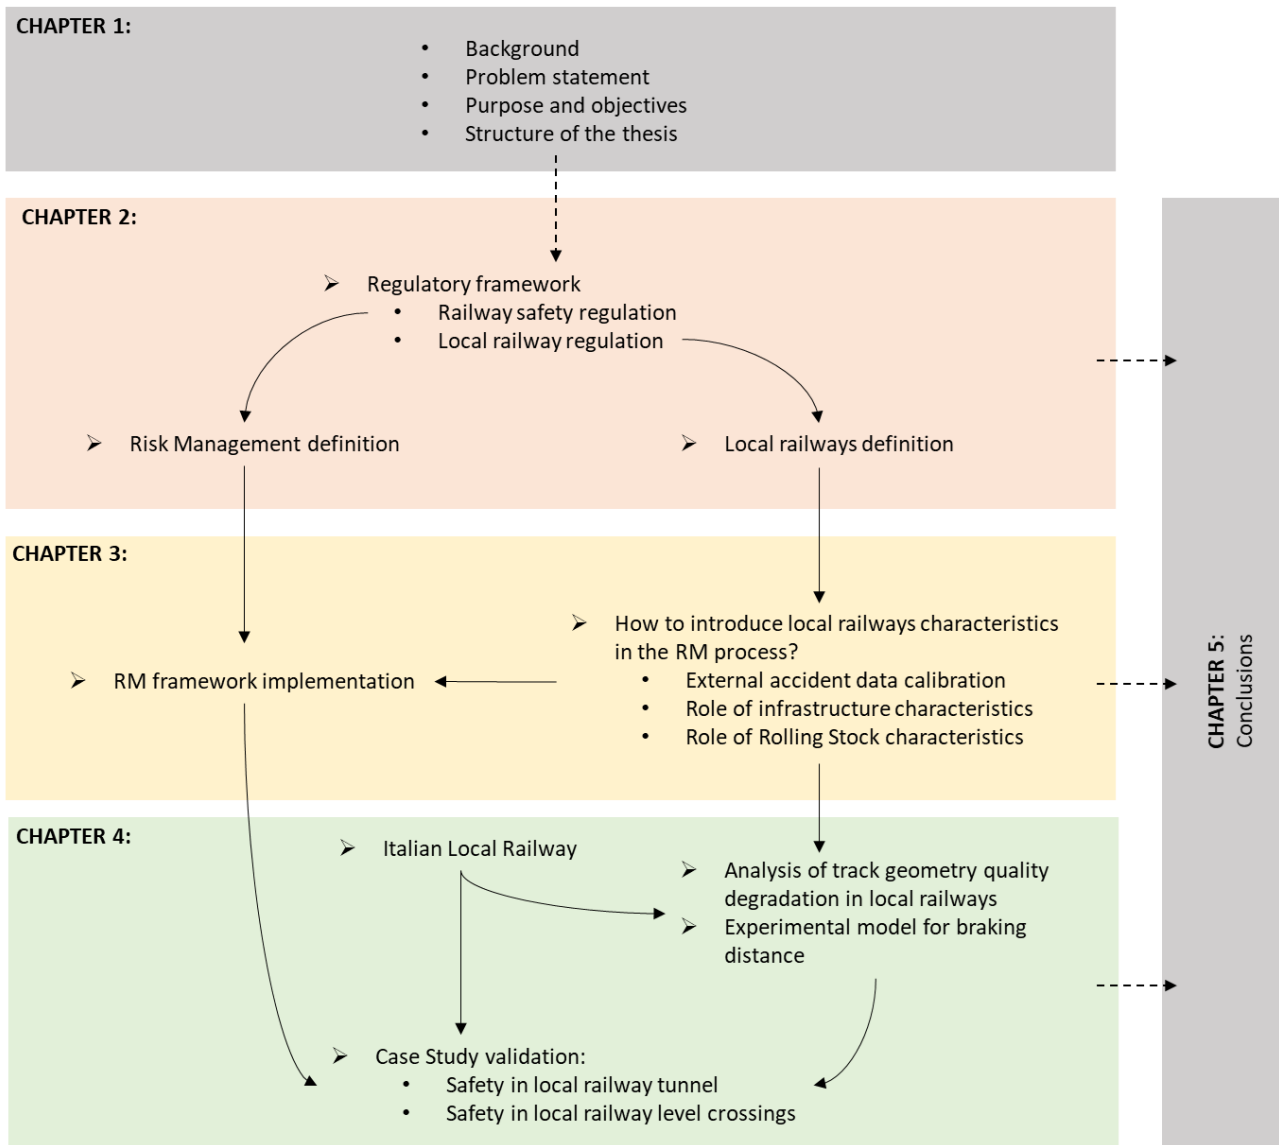 CHAPTER 1:
• Background
• Problem statement
• Purpose and objectives
• Structure of the thesis
CHAPTER 2:
➢ Regulatory framework
• Railway safety regulation
• Local railway regulation
➢ Risk Management definition
➢ Local railways definition
CHAPTER 3:
➢ How to introduce local railways characteristics
in the RM process?
• External accident data calibration
• Role of infrastructure characteristics
• Role of Rolling Stock characteristics
➢ RM framework implementation
CHAPTER 4:
➢ Italian Local Railway
➢ Analysis of track geometry quality
degradation in local railways
➢ Experimental model for braking
distance
➢ Case Study validation:
• Safety in local railway tunnel
• Safety in local railway level crossings
CHAPTER 5:
Conclusions